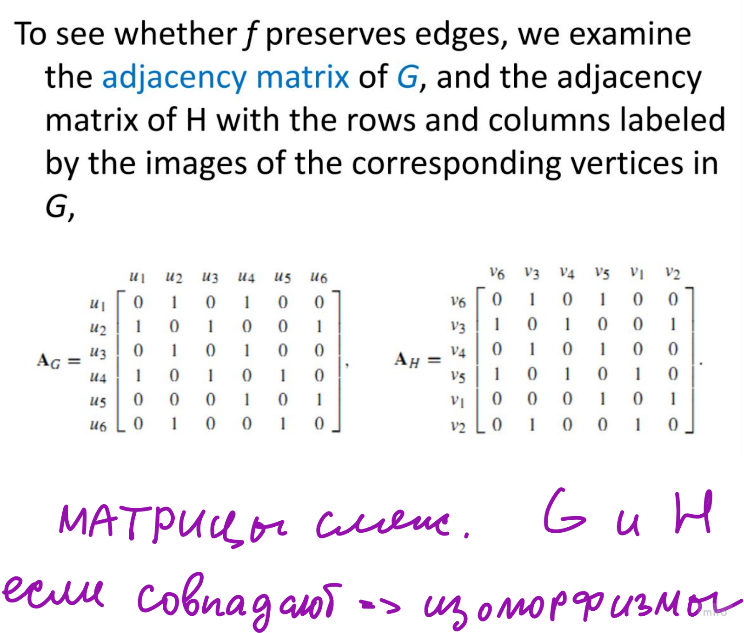 To see whether f preserves edges, we examine
the adjacency matrix of G, and the adjacency
matrix of H with the rows and columns labeled
by the images of the corresponding vertices in
G,
u1 u2 u3 u4 u5 u6
u1 0 1 0 1 0 0
u2 1 0 1 0 0 1
u3 0 1 0 1 0 0
AG =
u4 1 0 1 0 1 0
u5 0 0 0 1 0 1
u6 0 1 0 0 1 0
,
v6 v3 v4 v5 v1 v2
v6 0 1 0 1 0 0
v3 1 0 1 0 0 1
v4 0 1 0 1 0 0
AH =
v5 1 0 1 0 1 0
v1 0 0 0 1 0 1
v2 0 1 0 0 1 0
.
МАТРИЦЫ смеж. G и H
если совпадают => изоморфизмы